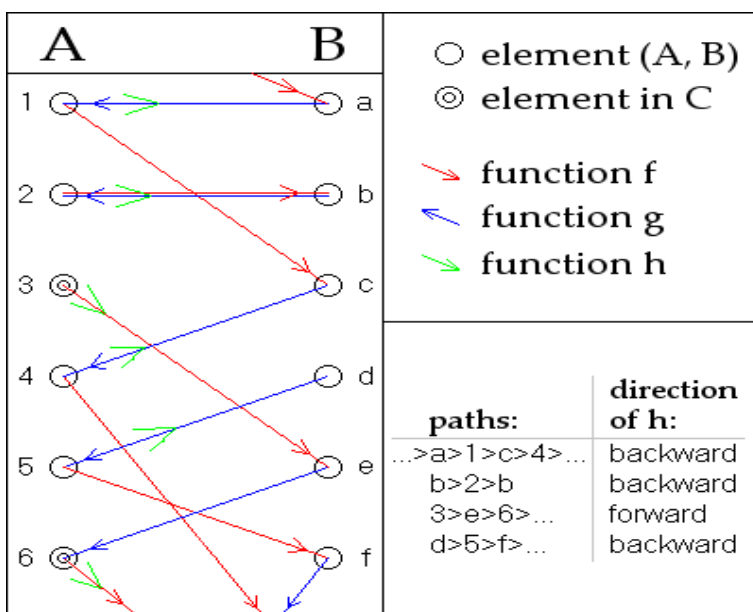 A B
1 a
2 b
3 c
4 d
5 e
6 f
element (A, B)
element in C
function f
function g
function h
paths: direction of h:
...>a>1>c>4>... backward
b>2>b backward
3>e>6>... forward
d>5>f>... backward